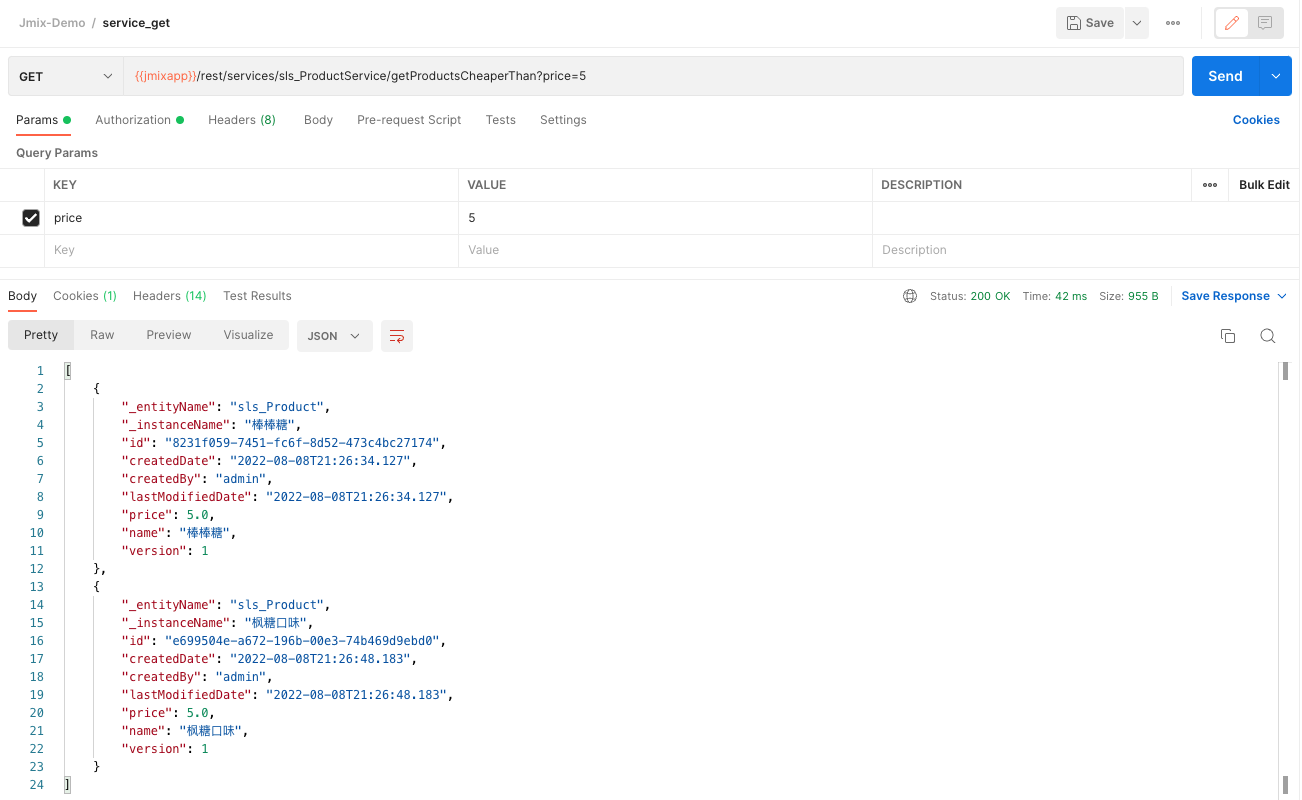 Jmix-Demo / service_get Save
GET {{jmixapp}}/rest/services/sls_ProductService/getProductsCheaperThan?price=5 Send
Params Authorization Headers (8) Body Pre-request Script Tests Settings Cookies
Query Params
KEY VALUE DESCRIPTION Bulk Edit
price 5
Key Value Description
Body Cookies (1) Headers (14) Test Results Status: 200 OK Time: 42 ms Size: 955 B Save Response
Pretty Raw Preview Visualize JSON
1 [
2 {
3 "_entityName": "sls_Product",
4 "_instanceName": "棒棒糖",
5 "id": "8231f059-7451-fc6f-8d52-473c4bc27174",
6 "createdDate": "2022-08-08T21:26:34.127",
7 "createdBy": "admin",
8 "lastModifiedDate": "2022-08-08T21:26:34.127",
9 "price": 5.0,
10 "name": "棒棒糖",
11 "version": 1
12 },
13 {
14 "_entityName": "sls_Product",
15 "_instanceName": "枫糖口味",
16 "id": "e699504e-a672-196b-00e3-74b469d9ebd0",
17 "createdDate": "2022-08-08T21:26:48.183",
18 "createdBy": "admin",
19 "lastModifiedDate": "2022-08-08T21:26:48.183",
20 "price": 5.0,
21 "name": "枫糖口味",
22 "version": 1
23 }
24 ]